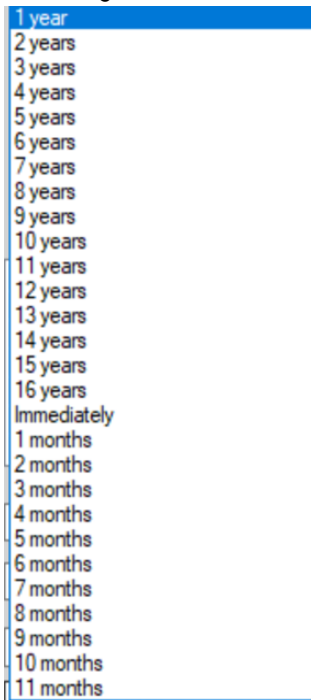 1 year
2 years
3 years
4 years
5 years
6 years
7 years
8 years
9 years
10 years
11 years
12 years
13 years
14 years
15 years
16 years
Immediately
1 months
2 months
3 months
4 months
5 months
6 months
7 months
8 months
9 months
10 months
11 months